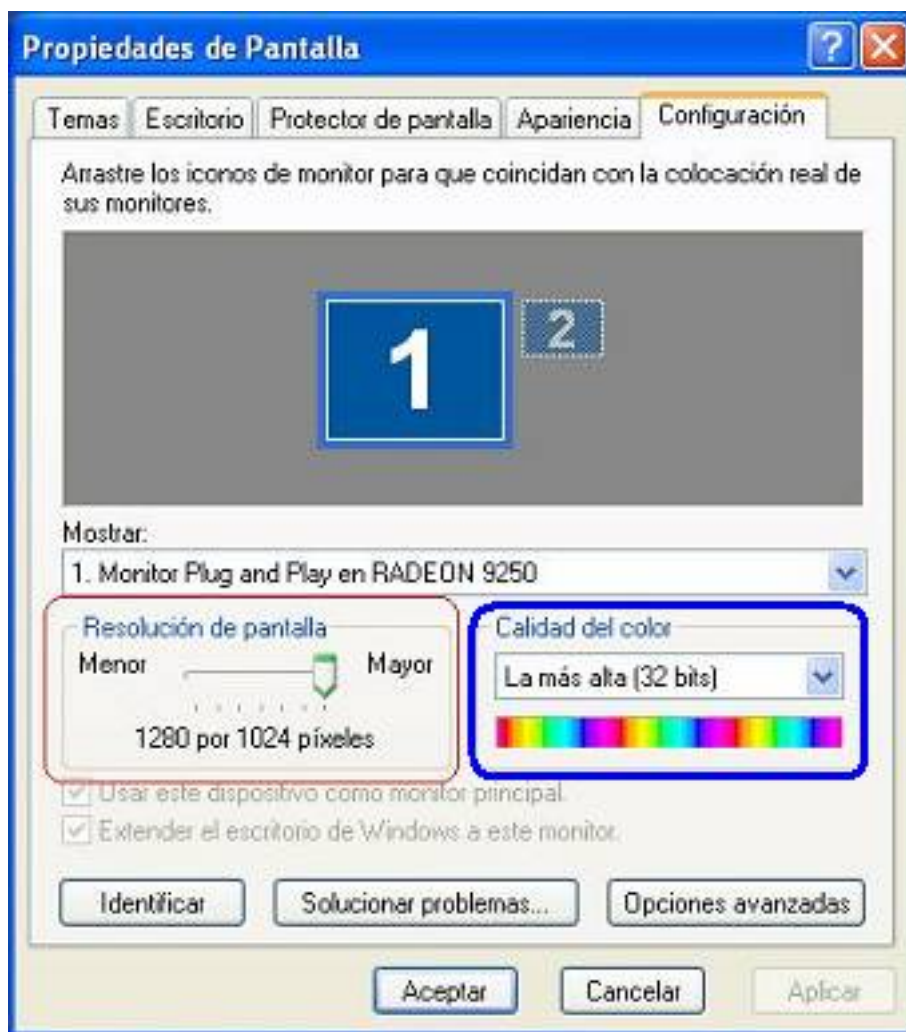 Propiedades de Pantalla
Temas Escritorio Protector de pantalla Apariencia Configuración
Arrastre los iconos de monitor para que coincidan con la colocación real de
sus monitores.
1 2
Mostrar:
1. Monitor Plug and Play en RADEON 9250
Resolución de pantalla
Menor Mayor
1280 por 1024 píxeles
Calidad del color
La más alta (32 bits)
Usar este dispositivo como monitor principal.
Extender el escritorio de Windows a este monitor.
Identificar Solucionar problemas... Opciones avanzadas
Aceptar Cancelar Aplicar